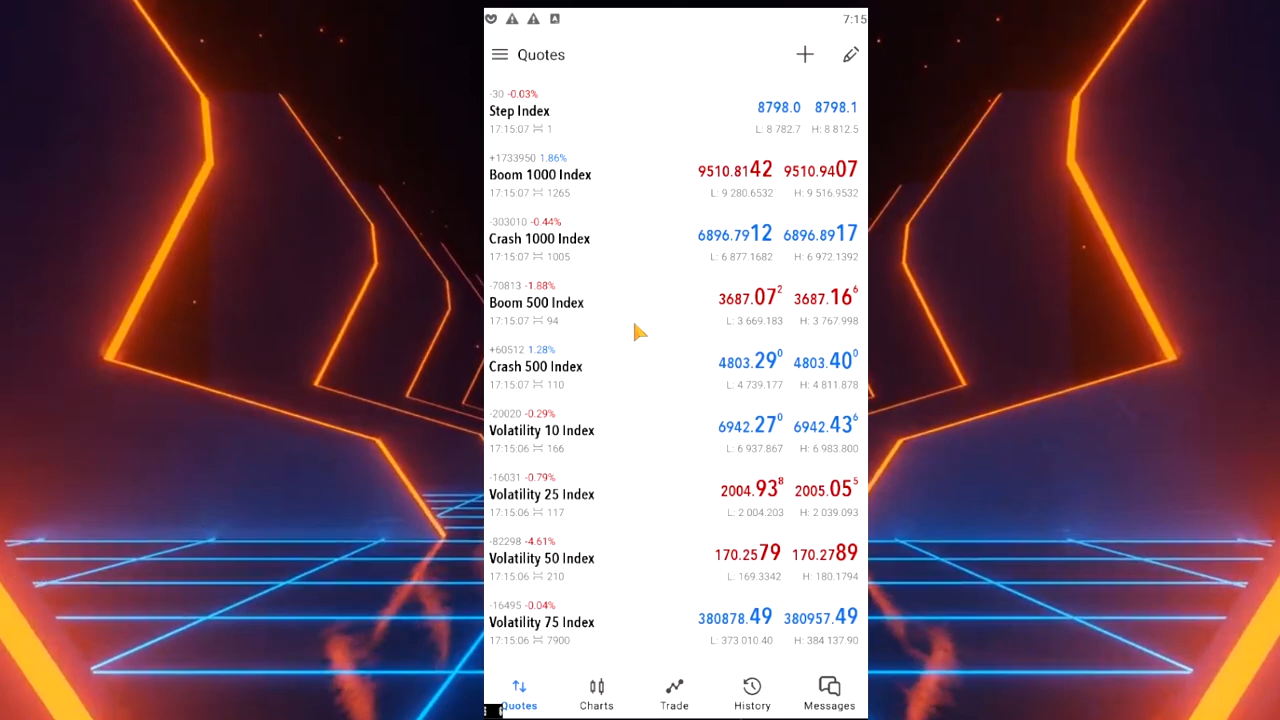 7:15
Quotes
-30 -0.03%
Step Index 8798.0 8798.1
17:15:07 1 L: 8 782.7 H: 8 812.5
+1733950 1.86%
Boom 1000 Index 9510.8142 9510.9407
17:15:07 1265 L: 9 280.6532 H: 9 516.9532
-303010 -0.44%
Crash 1000 Index 6896.7912 6896.8917
17:15:07 1005 L: 6 877.1682 H: 6 972.1392
-70813 -1.88%
Boom 500 Index 3687.072 3687.166
17:15:07 94 L: 3 669.183 H: 3 767.998
+60512 1.28%
Crash 500 Index 4803.290 4803.400
17:15:07 110 L: 4 739.177 H: 4 811.878
-20020 -0.29%
Volatility 10 Index 6942.270 6942.436
17:15:06 166 L: 6 937.867 H: 6 983.800
-16031 -0.79%
Volatility 25 Index 2004.938 2005.055
17:15:06 117 L: 2 004.203 H: 2 039.093
-82298 -4.61%
Volatility 50 Index 170.2579 170.2789
17:15:06 210 L: 169.3342 H: 180.1794
-16495 -0.04%
Volatility 75 Index 380878.49 380957.49
17:15:06 7900 L: 373 010.40 H: 384 137.90
Quotes Charts Trade History Messages